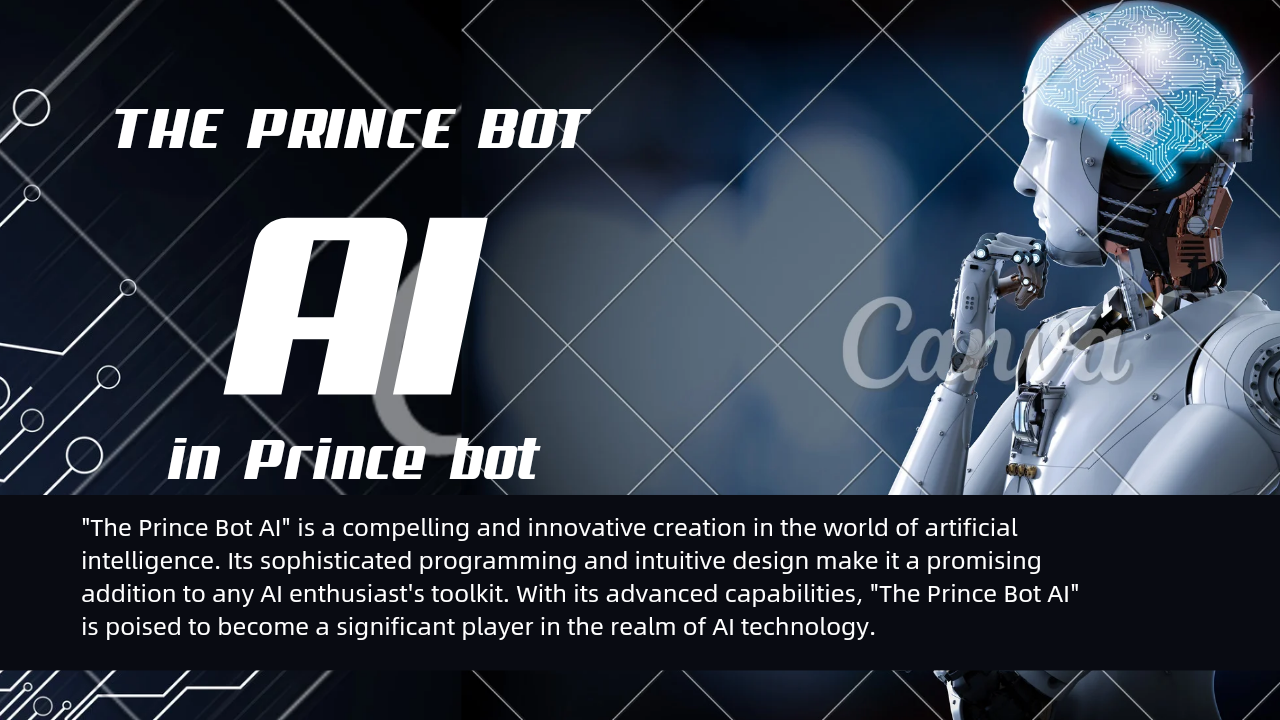 THE PRINCE BOT
AI
in Prince bot
Canva
"The Prince Bot AI" is a compelling and innovative creation in the world of artificial
intelligence. Its sophisticated programming and intuitive design make it a promising
addition to any AI enthusiast's toolkit. With its advanced capabilities, "The Prince Bot AI"
is poised to become a significant player in the realm of AI technology.